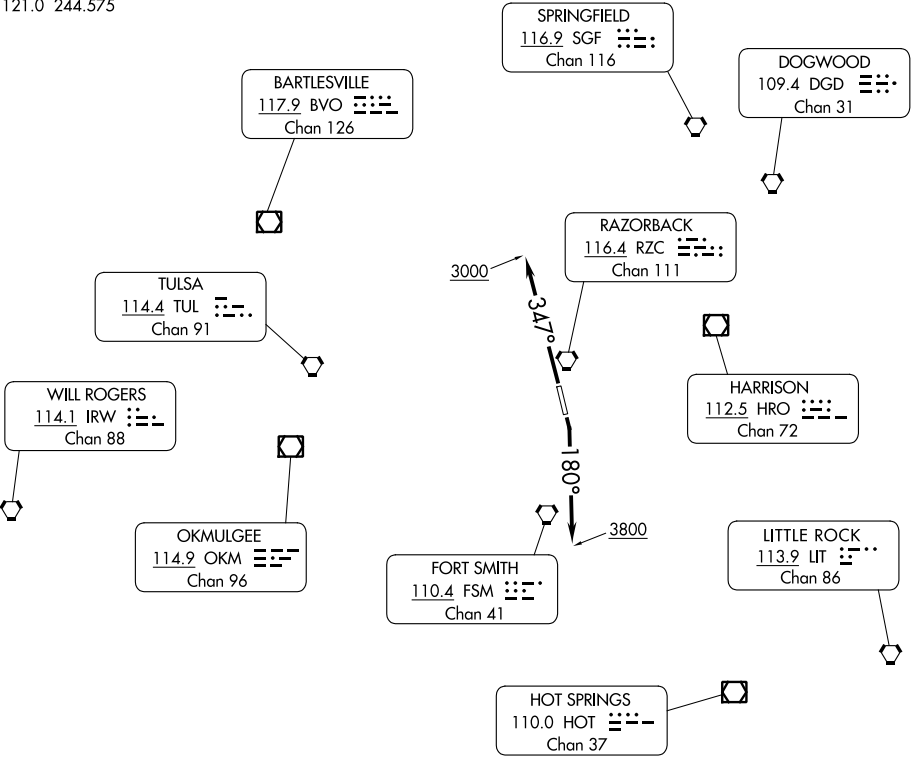 121.0 244.575
SPRINGFIELD
116.9 SGF
Chan 116
DOGWOOD
109.4 DGD
Chan 31
BARTLESVILLE
117.9 BVO
Chan 126
RAZORBACK
116.4 RZC
Chan 111
3000
347°
TULSA
114.4 TUL
Chan 91
WILL ROGERS
114.1 IRW
Chan 88
HARRISON
112.5 HRO
Chan 72
180°
3800
OKMULGEE
114.9 OKM
Chan 96
FORT SMITH
110.4 FSM
Chan 41
LITTLE ROCK
113.9 LIT
Chan 86
HOT SPRINGS
110.0 HOT
Chan 37